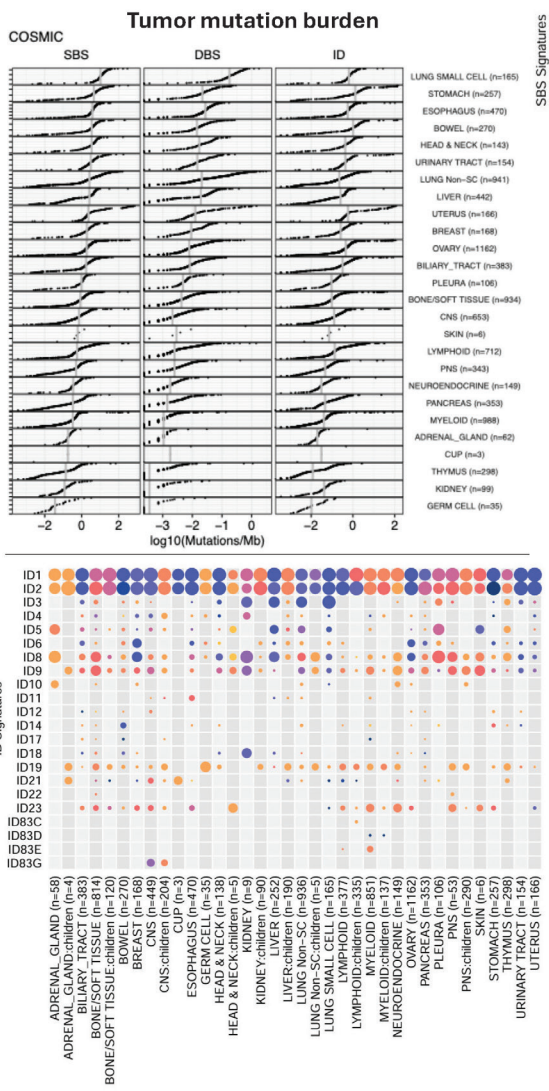 Tumor mutation burden
COSMIC
SBS DBS ID
SBS Signatures
LUNG SMALL CELL (n=165)
STOMACH (n=257)
ESOPHAGUS (n=470)
BOWEL (n=270)
HEAD & NECK (n=143)
URINARY TRACT (n=154)
LUNG Non-SC (n=941)
LIVER (n=442)
UTERUS (n=166)
BREAST (n=168)
OVARY (n=1162)
BILIARY_TRACT (n=383)
PLEURA (n=106)
BONE/SOFT TISSUE (n=934)
CNS (n=653)
SKIN (n=6)
LYMPHOID (n=712)
PNS (n=343)
NEUROENDOCRINE (n=149)
PANCREAS (n=353)
MYELOID (n=988)
ADRENAL_GLAND (n=62)
CUP (n=3)
THYMUS (n=298)
KIDNEY (n=99)
GERM CELL (n=35)
−2 0 2 −3 −2 −1 0 −2 0 2
log10(Mutations/Mb)
ID1
ID2
ID3
ID4
ID5
ID6
ID8
ID9
ID10
ID11
ID12
ID14
ID17
ID18
ID19
ID21
ID22
ID23
ID83C
ID83D
ID83E
ID83G
ADRENAL_GLAND (n=58)
ADRENAL_GLAND:children (n=4)
BILIARY_TRACT (n=383)
BONE/SOFT TISSUE (n=814)
BONE/SOFT TISSUE:children (n=120)
BOWEL (n=270)
BREAST (n=168)
CNS (n=449)
CNS:children (n=204)
CUP (n=3)
ESOPHAGUS (n=470)
GERM CELL (n=35)
HEAD & NECK (n=138)
HEAD & NECK:children (n=5)
KIDNEY (n=9)
KIDNEY:children (n=90)
LIVER (n=252)
LIVER:children (n=190)
LUNG Non-SC (n=936)
LUNG Non-SC:children (n=5)
LUNG SMALL CELL (n=165)
LYMPHOID (n=377)
LYMPHOID:children (n=335)
MYELOID (n=851)
MYELOID:children (n=137)
NEUROENDOCRINE (n=149)
OVARY (n=1162)
PANCREAS (n=353)
PLEURA (n=106)
PNS (n=53)
PNS:children (n=290)
SKIN (n=6)
STOMACH (n=257)
THYMUS (n=298)
URINARY TRACT (n=154)
UTERUS (n=166)